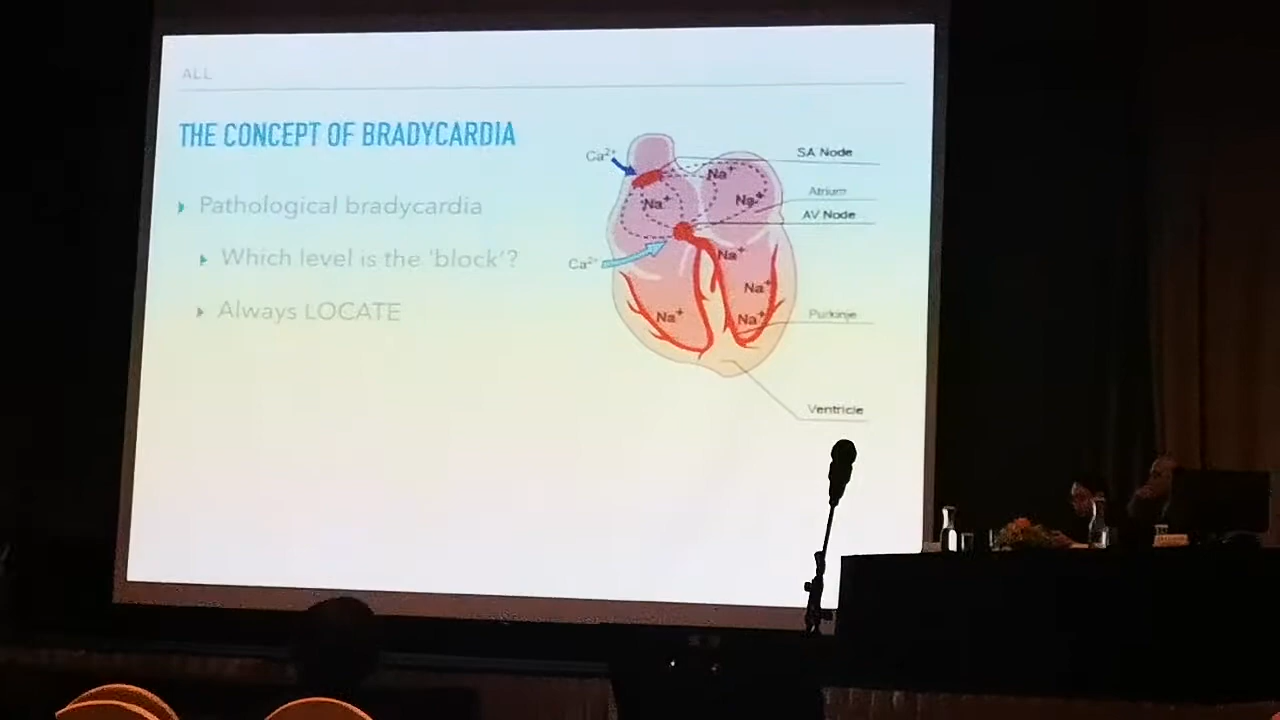 ALL
THE CONCEPT OF BRADYCARDIA
Pathological bradycardia
Which level is the 'block'?
Always LOCATE
Ca²⁺
Na⁺
SA Node
Na⁺
Na⁺
Atrium
AV Node
Ca²⁺
Na⁺
Na⁺
Na⁺
Na⁺
Purkinje
Ventricle